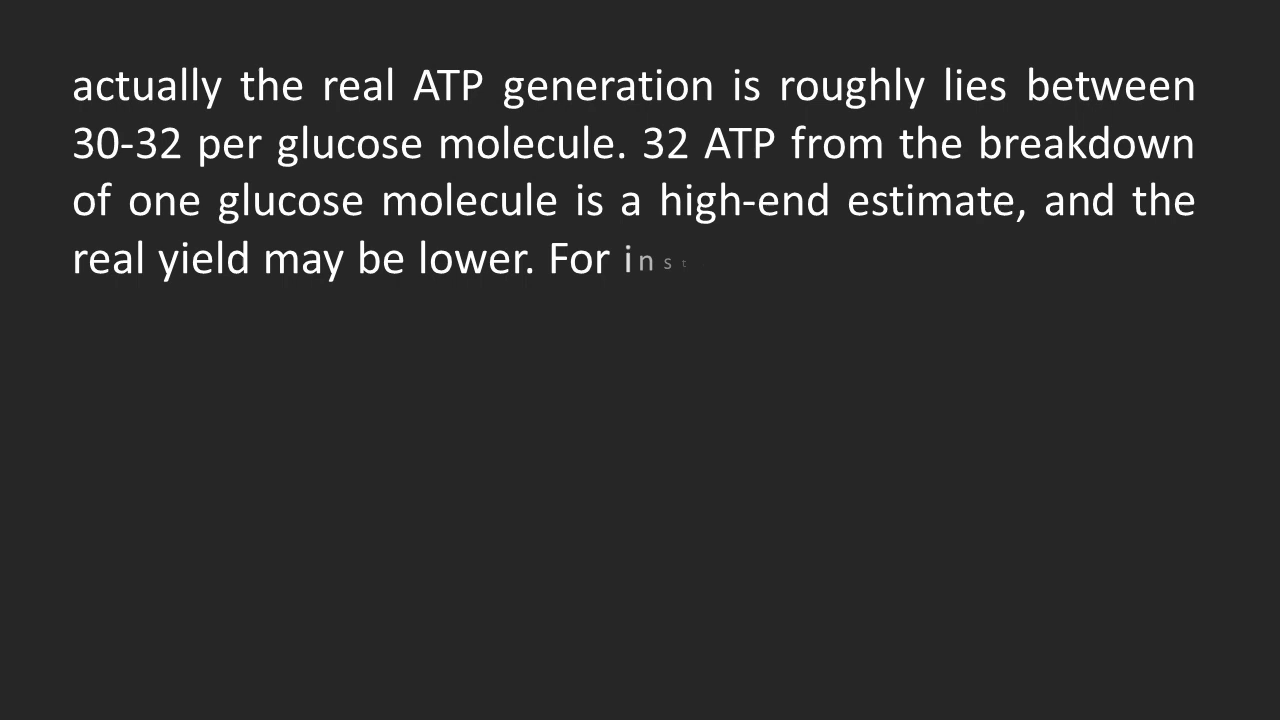 actually the real ATP generation is roughly lies between
30-32 per glucose molecule. 32 ATP from the breakdown
of one glucose molecule is a high-end estimate, and the
real yield may be lower. For inst